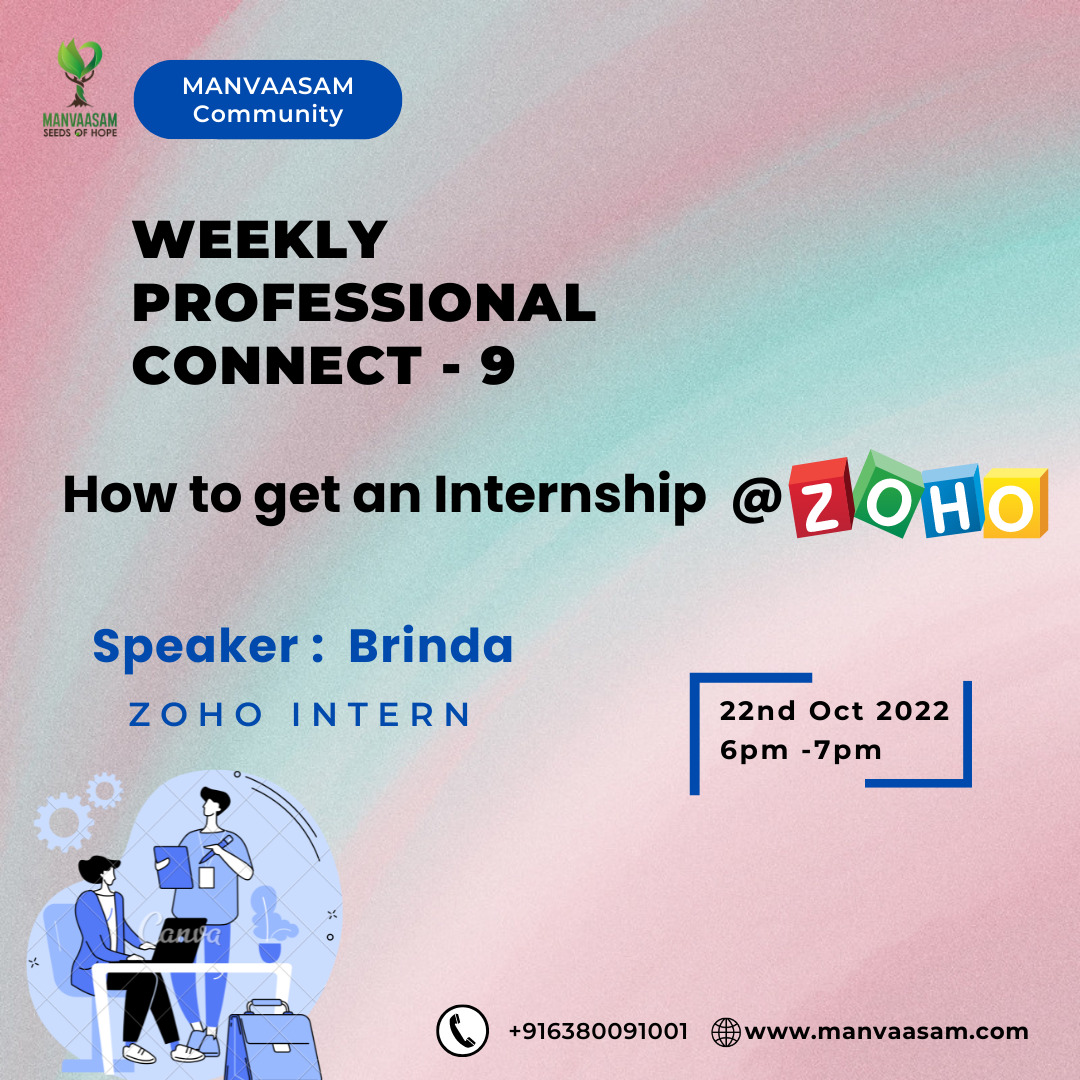 MANVAASAM
SEEDS OF HOPE
MANVAASAM
Community
WEEKLY
PROFESSIONAL
CONNECT - 9
How to get an Internship @ ZOHO
Speaker : Brinda
ZOHO INTERN
22nd Oct 2022
6pm -7pm
Canva
+916380091001 www.manvaasam.com